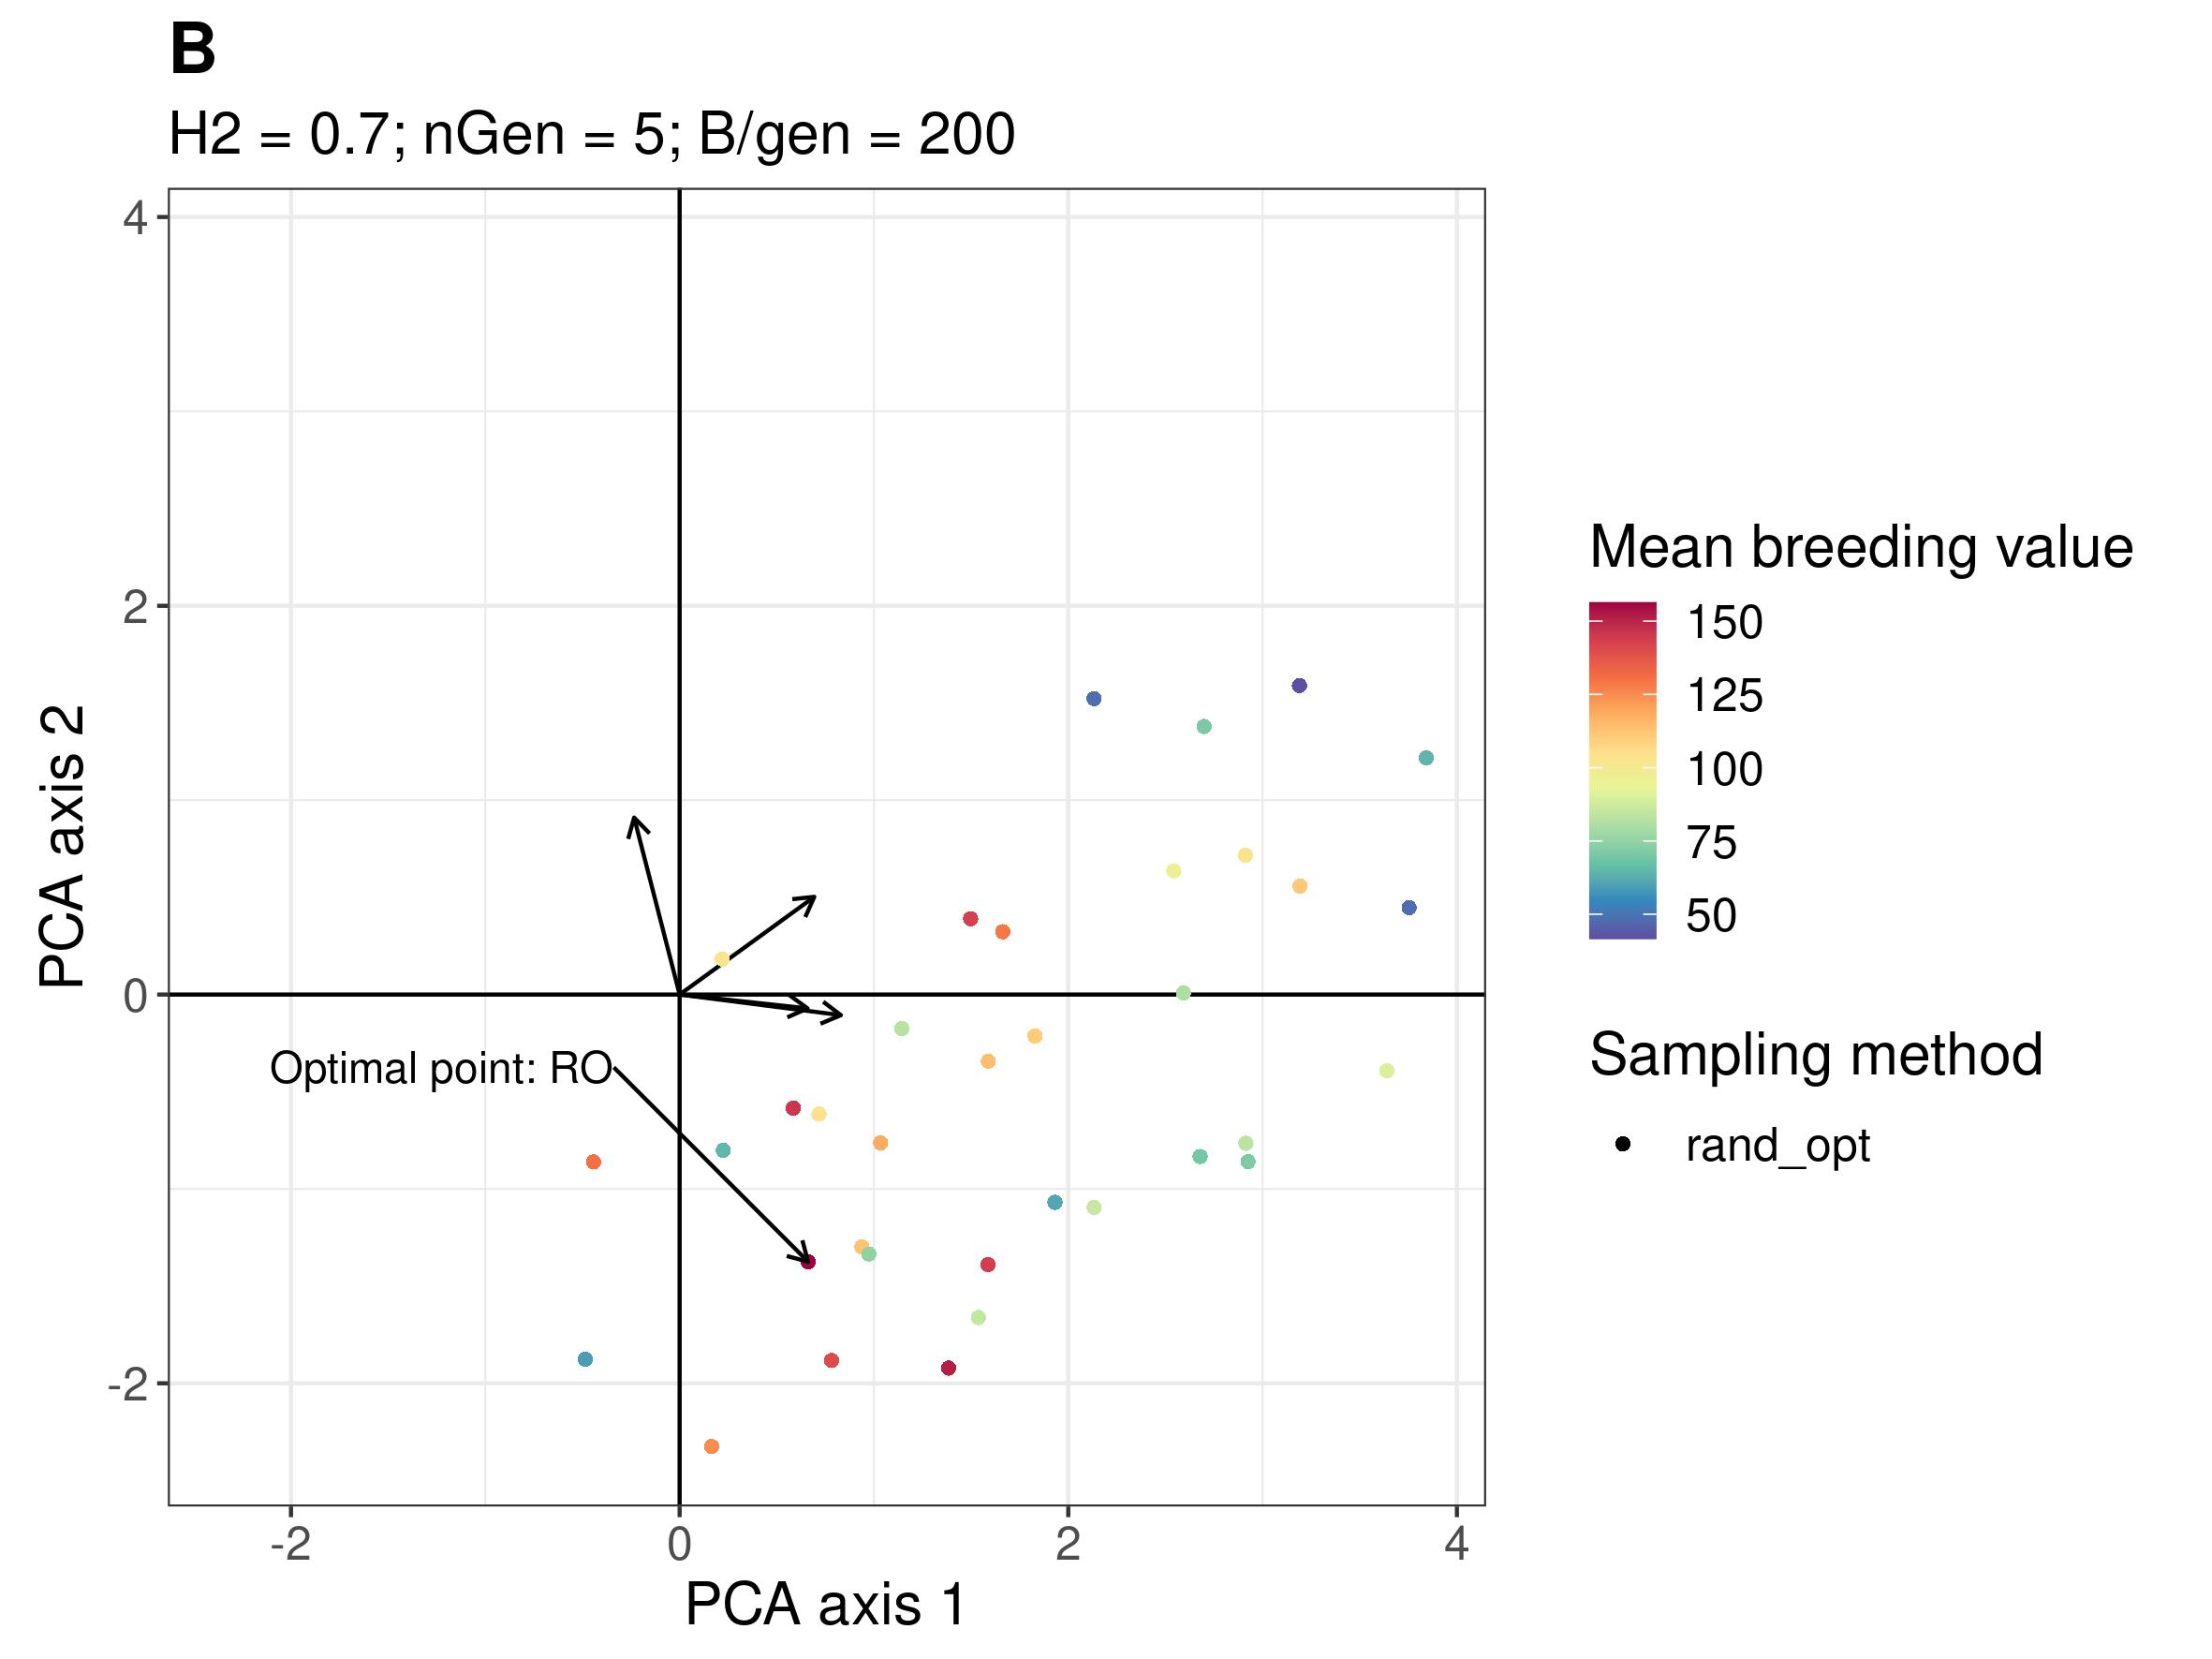 B
H2 = 0.7; nGen = 5; B/gen = 200
4
2
0
-2
PCA axis 2
Optimal point: RO
-2
0
2
4
PCA axis 1
Mean breeding value
150
125
100
75
50
Sampling method
rand_opt